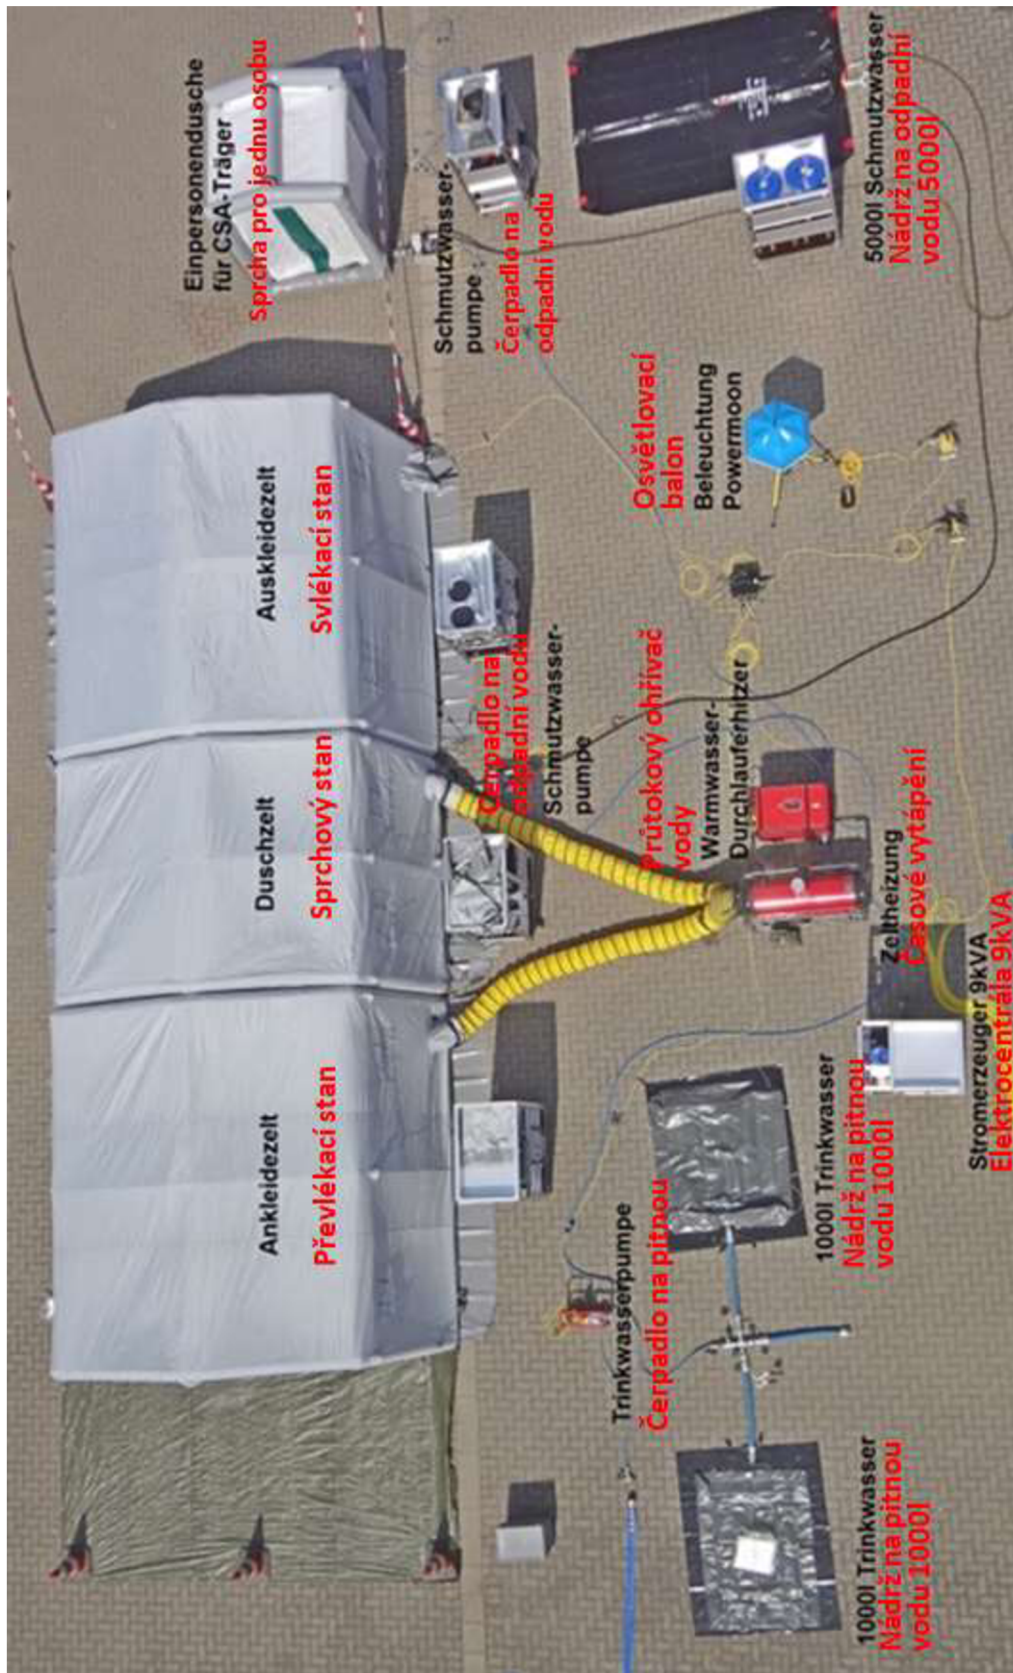 Einpersonendusche
für CSA-Träger
Sprcha pro jednu osobu
Ankleidezelt
Převlékací stan
Duschzelt
Sprchový stan
Auskleidezelt
Svlékací stan
Schmutzwasser-
pumpe
Čerpadlo na
odpadní vodu
Čerpadlo na
odpadní vodu
Schmutzwasser-
pumpe
Trinkwasserpumpe
Čerpadlo na pitnou
Průtokový ohřívač
vody
Warmwasser-
Durchlauferhitzer
Osvětlovací
balon
Beleuchtung
Powermoon
5000l Schmutzwasser
Nádrž na odpadní
vodu 5000l
1000l Trinkwasser
Nádrž na pitnou
vodu 1000l
1000l Trinkwasser
Nádrž na pitnou
vodu 1000l
Zeltheizung
Časové vytápění
Stromerzeuger 9kVA
Elektrocentrála 9kVA